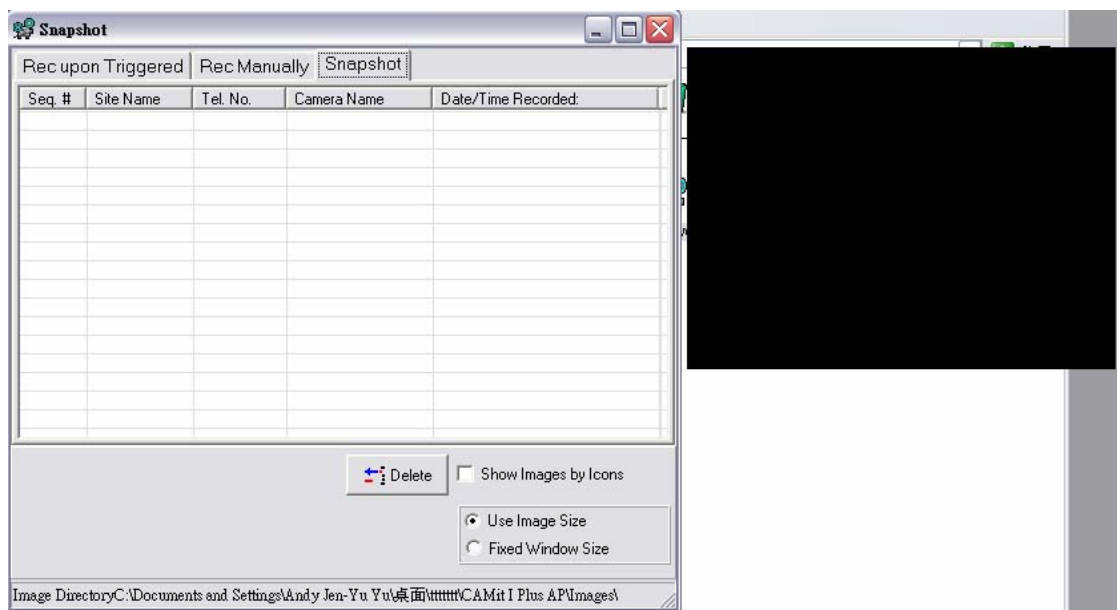 Snapshot
Rec upon Triggered Rec Manually Snapshot
Seq. # Site Name Tel. No. Camera Name Date/Time Recorded:
Delete Show Images by Icons
Use Image Size
Fixed Window Size
Image DirectoryC:\Documents and Settings\Andy Jen-Yu Yu\桌面\ttttttt\CAMit I Plus AP\Images\